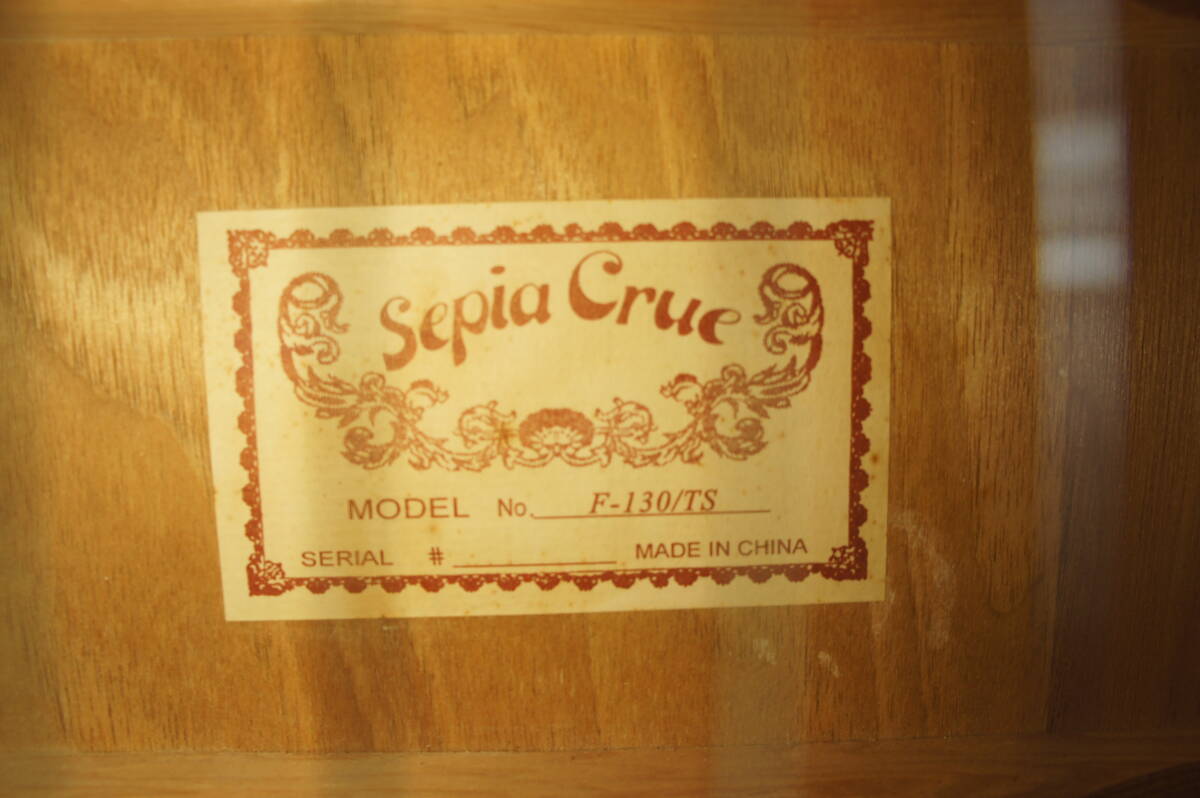 Sepia Crue
MODEL No. F-130/TS
SERIAL # MADE IN CHINA